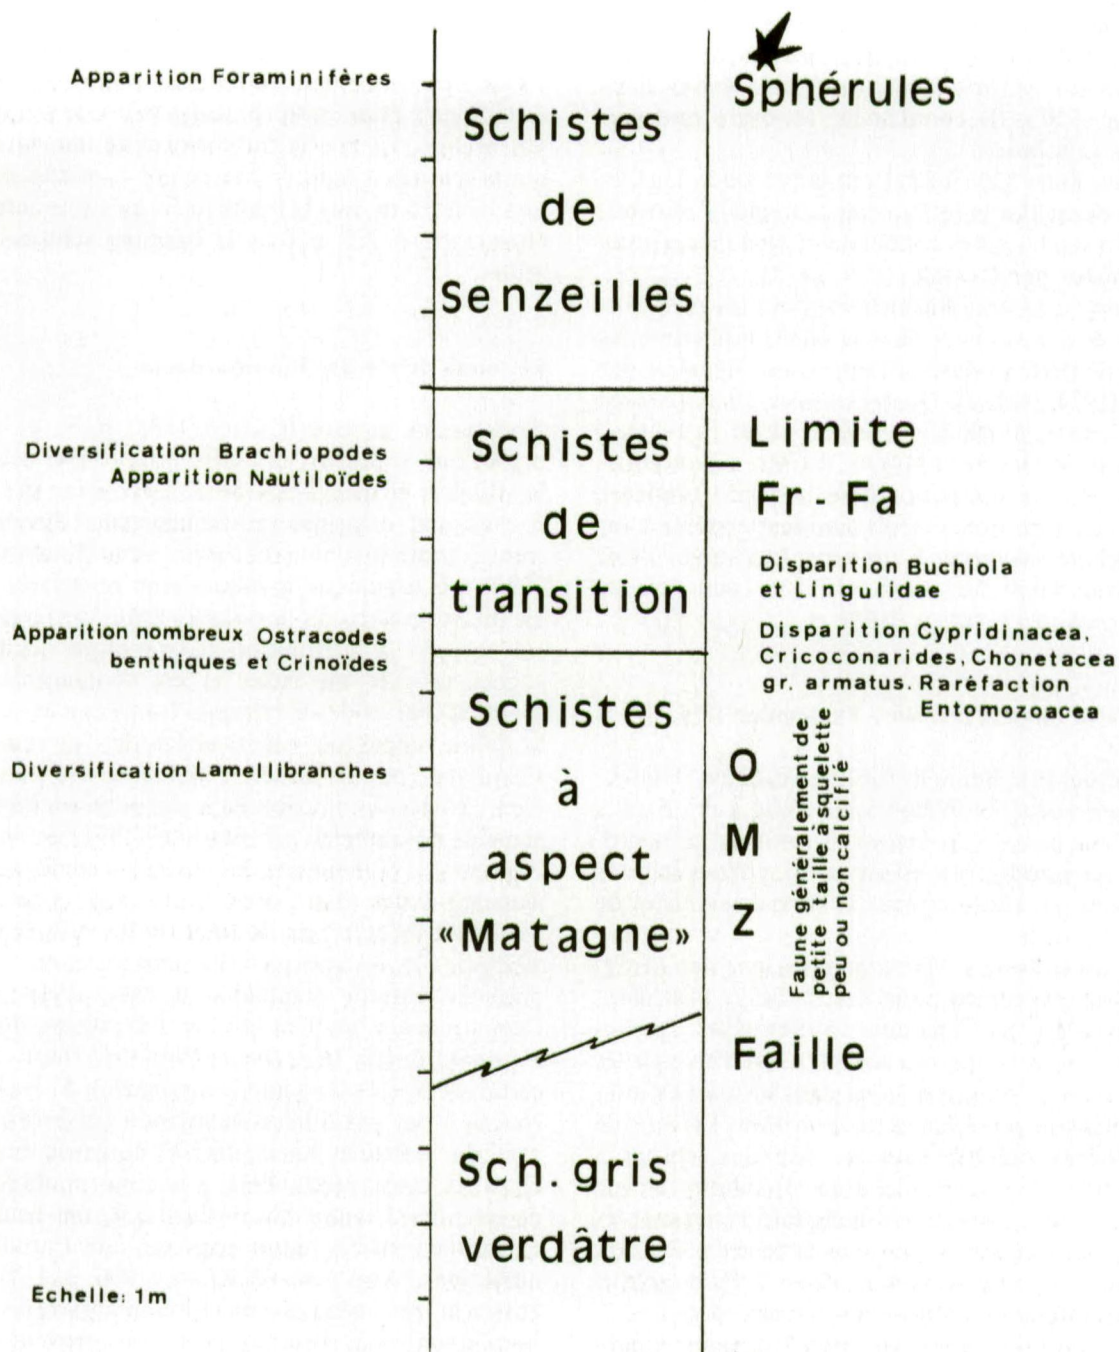 Apparition Foraminifères
Sphérules
Schistes
de
Senzeilles
Diversification Brachiopodes
Apparition Nautiloïdes
Schistes
de
transition
Limite
Fr - Fa
Disparition Buchiola
et Lingulidae
Apparition nombreux Ostracodes
benthiques et Crinoïdes
Disparition Cypridinacea,
Cricoconarides, Chonetacea
gr. armatus. Raréfaction
Entomozoacea
Diversification Lamellibranches
Schistes
à
aspect
«Matagne»
O
M
Z
Faune généralement de
petite taille à squelette
peu ou non calcifié
Faille
Sch. gris
verdâtre
Echelle: 1m